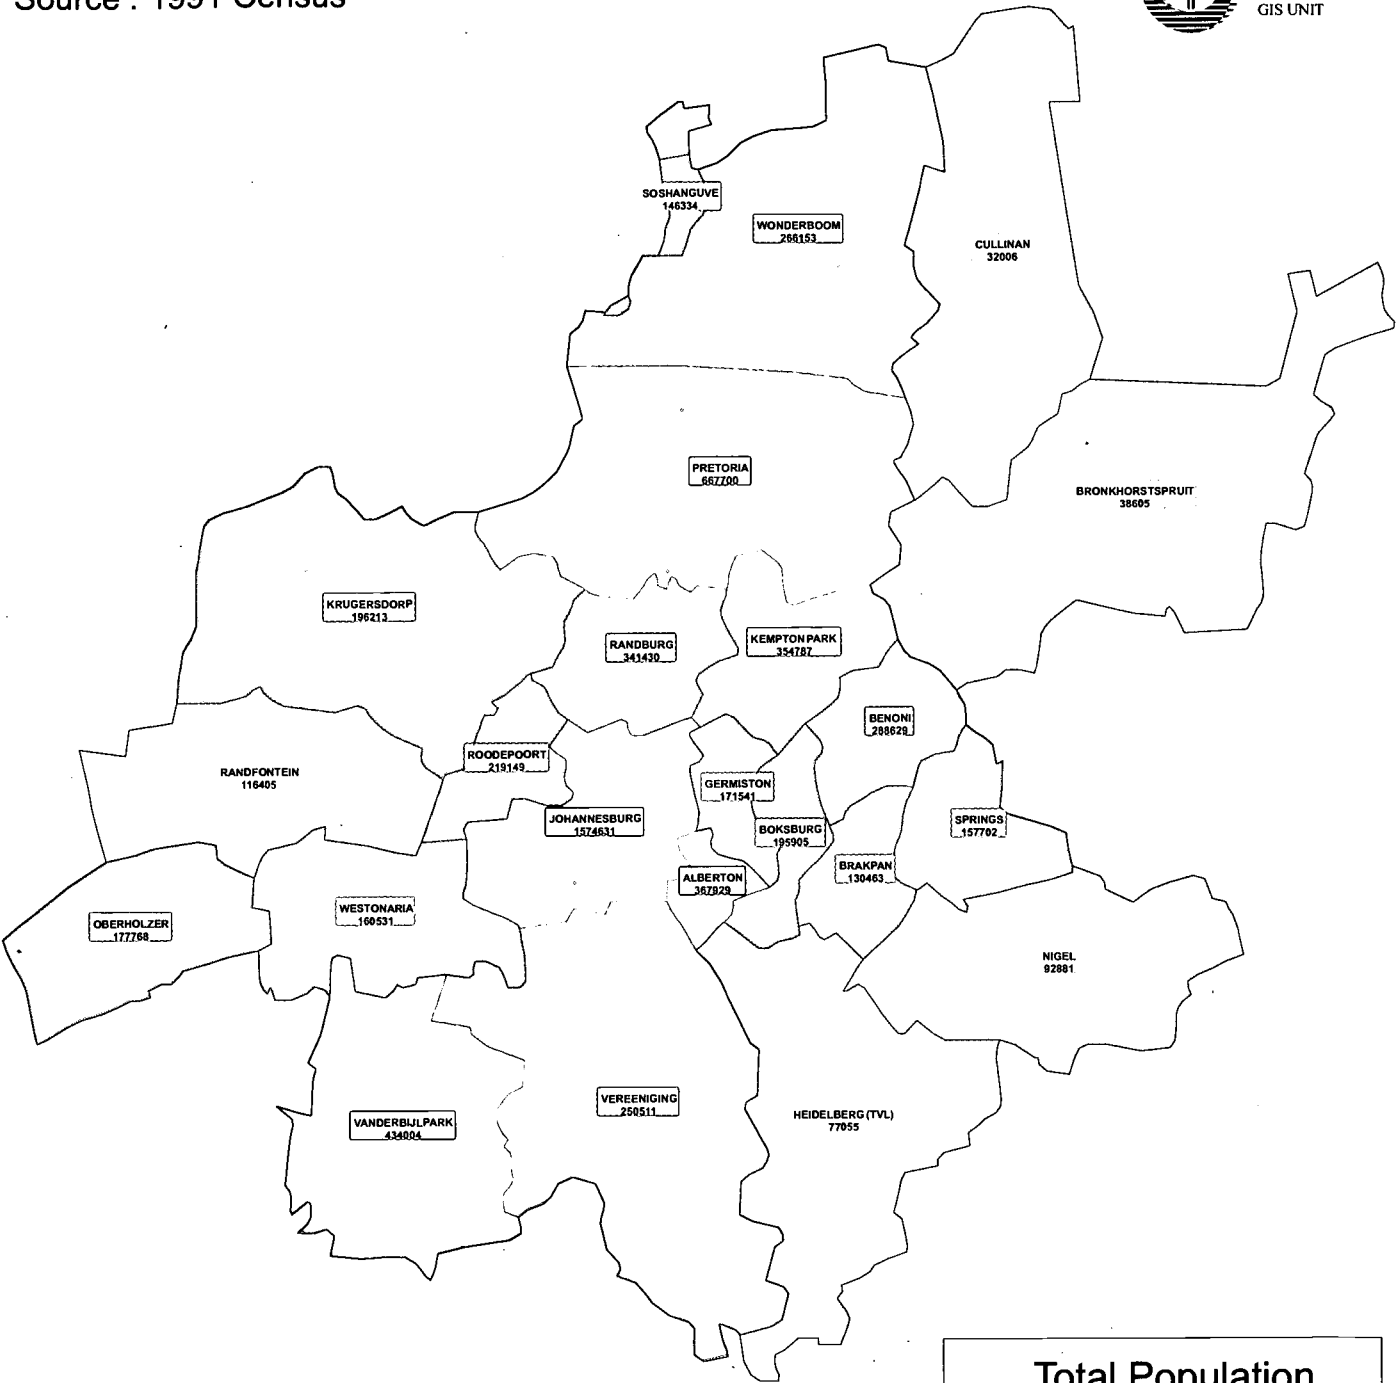 Source : 1991 Census
GIS UNIT
SOSHANGUVE
146334
WONDERBOOM
266153
CULLINAN
32006
PRETORIA
667700
BRONKHORSTSPRUIT
38605
KRUGERSDORP
196213
RANDBURG
341430
KEMPTON PARK
354787
BENONI
288629
ROODEPOORT
219149
RANDFONTEIN
116405
GERMISTON
171541
JOHANNESBURG
1574631
BOKSBURG
195905
SPRINGS
157702
BRAKPAN
130463
ALBERTON
367929
WESTONARIA
160531
OBERHOLZER
177768
NIGEL
92881
VEREENIGING
250511
HEIDELBERG (TVL)
77055
VANDERBIJLPARK
434004
Total Population